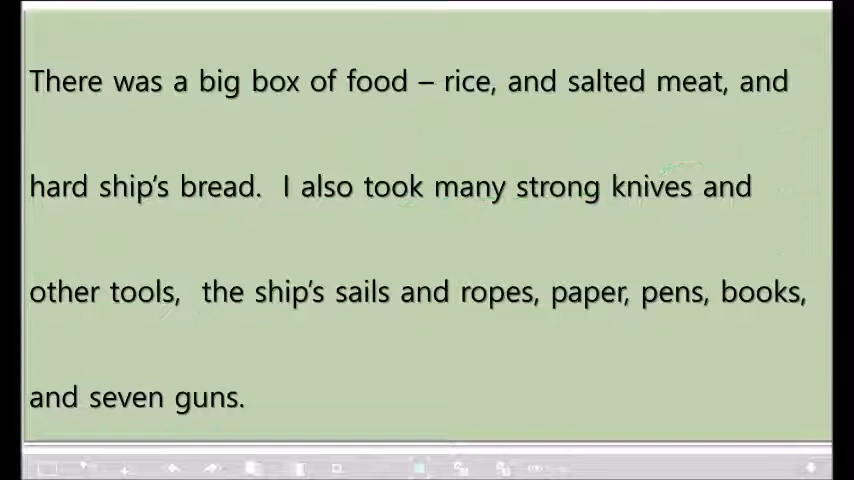 There was a big box of food – rice, and salted meat, and
hard ship's bread.  I also took many strong knives and
other tools,  the ship's sails and ropes, paper, pens, books,
and seven guns.